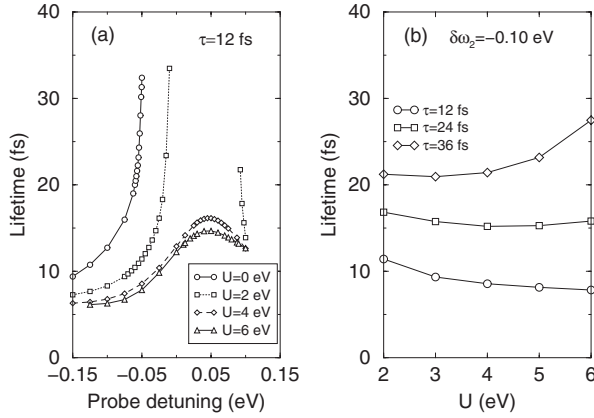 (a)
τ=12 fs
Lifetime (fs)
40
30
20
10
0
U=0 eV
U=2 eV
U=4 eV
U=6 eV
−0.15
−0.05
0.05
0.15
Probe detuning (eV)
(b)
δω₂=−0.10 eV
τ=12 fs
τ=24 fs
τ=36 fs
Lifetime (fs)
40
30
20
10
0
2
3
4
5
6
U (eV)